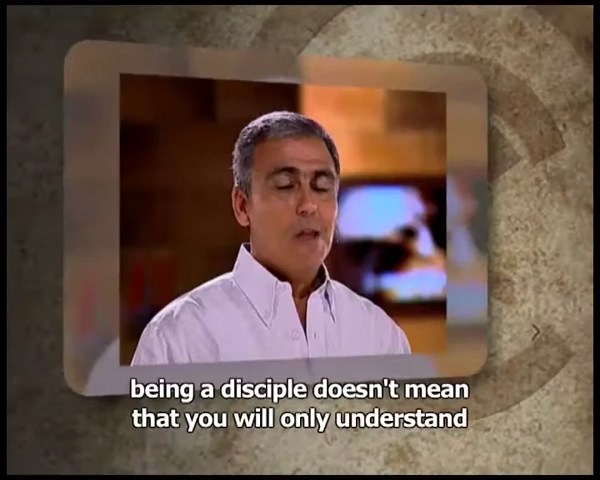 being a disciple doesn't mean
that you will only understand